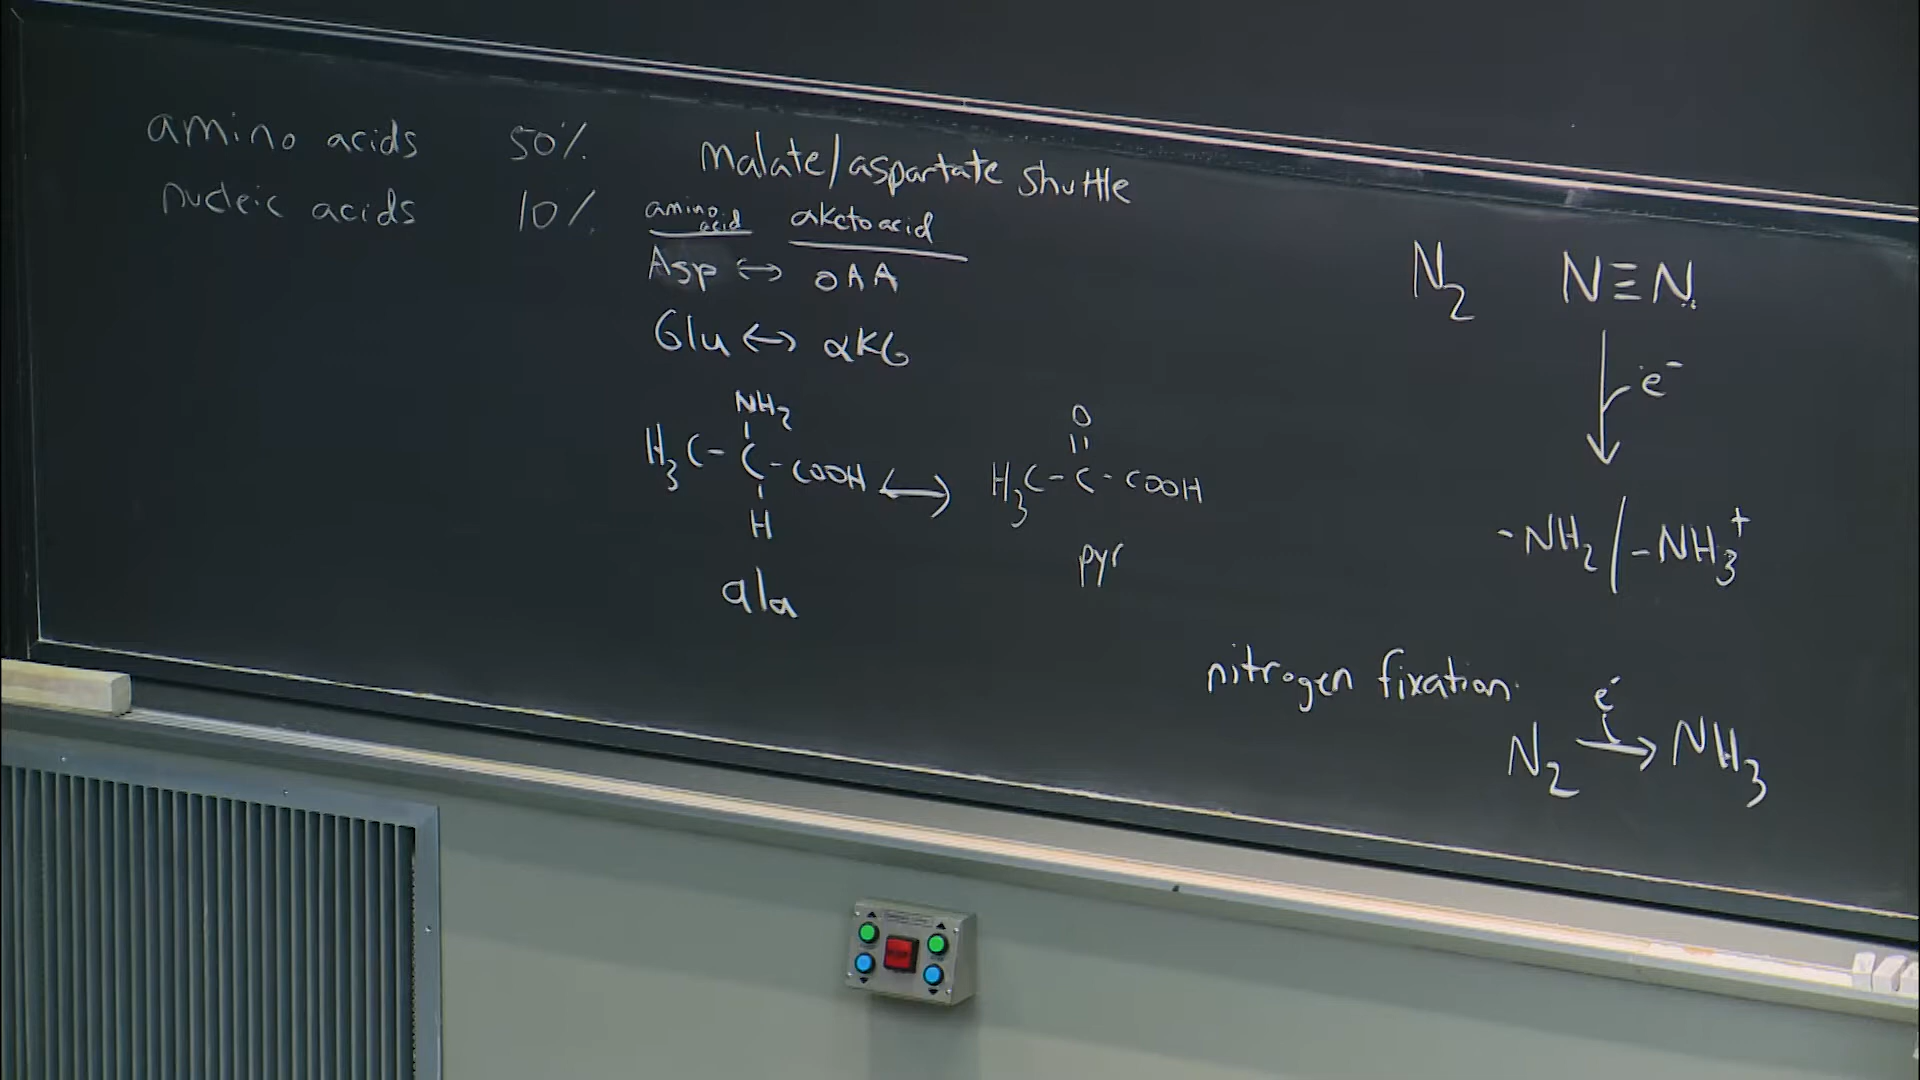 amino acids 50%
nucleic acids 10%
malate/aspartate shuttle
amino acid αketoacid
Asp ↔ OAA
Glu ↔ αKG
NH₂
H₃C-C-COOH ↔ H₃C-C-COOH
H
ala
O
pyr
N₂ N≡N
e⁻
-NH₂/-NH₃⁺
nitrogen fixation
e⁻
N₂ → NH₃